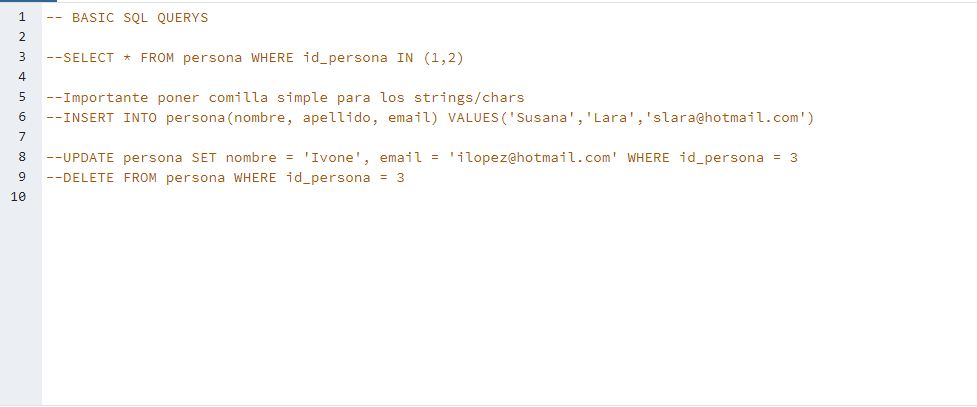 1 -- BASIC SQL QUERYS
2
3 --SELECT * FROM persona WHERE id_persona IN (1,2)
4
5 --Importante poner comilla simple para los strings/chars
6 --INSERT INTO persona(nombre, apellido, email) VALUES('Susana','Lara','slara@hotmail.com')
7
8 --UPDATE persona SET nombre = 'Ivone', email = 'ilopez@hotmail.com' WHERE id_persona = 3
9 --DELETE FROM persona WHERE id_persona = 3
10